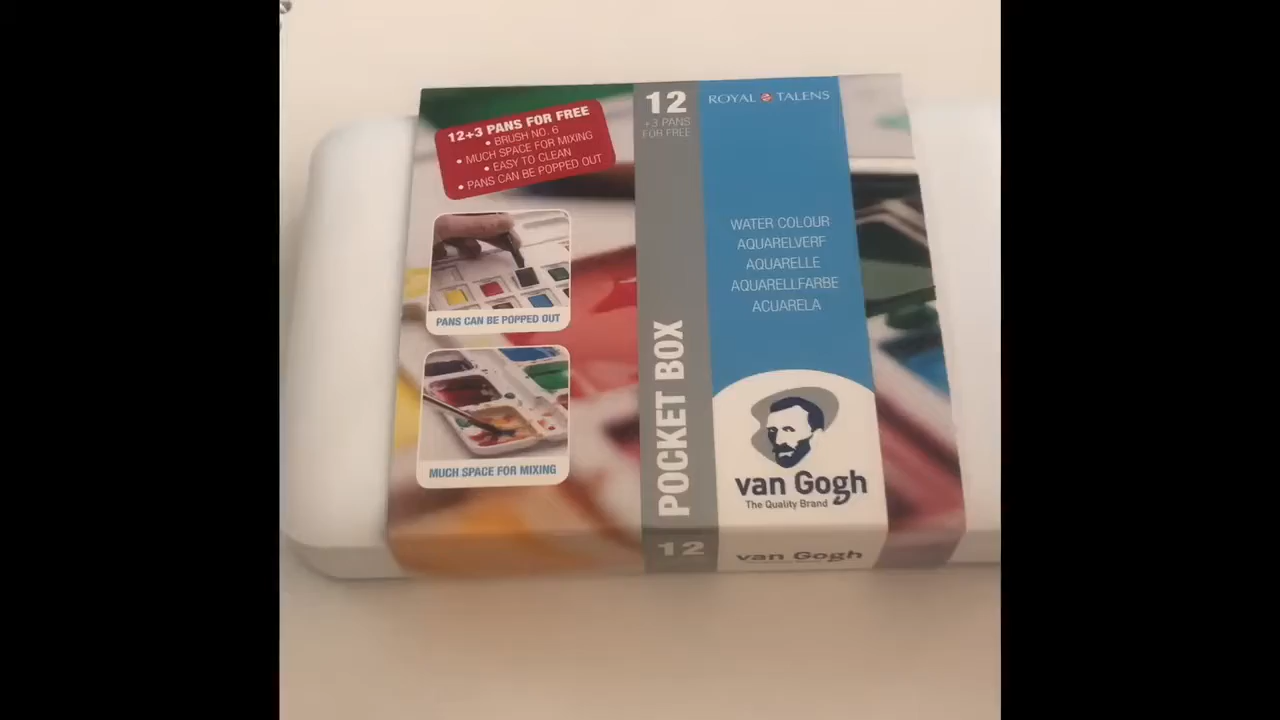 12+3 PANS FOR FREE
• BRUSH NO. 6
• MUCH SPACE FOR MIXING
• EASY TO CLEAN
• PANS CAN BE POPPED OUT
PANS CAN BE POPPED OUT
MUCH SPACE FOR MIXING
12
+3 PANS
FOR FREE
POCKET BOX
12
ROYAL TALENS
WATER COLOUR
AQUARELVERF
AQUARELLE
AQUARELLFARBE
ACUARELA
van Gogh
The Quality Brand
van Gogh